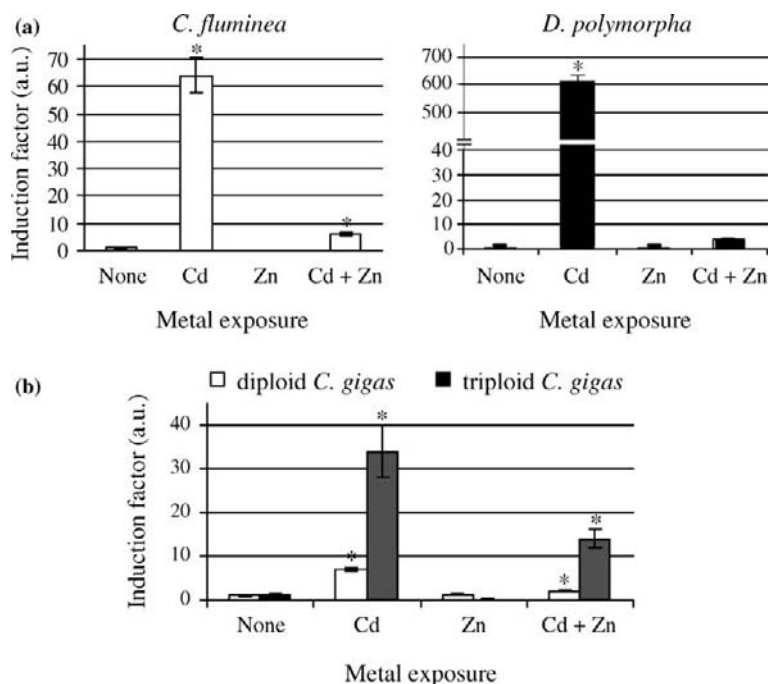 (a)
C. fluminea
Induction factor (a.u.)
70
60
50
40
30
20
10
0
*
*
None Cd Zn Cd + Zn
Metal exposure
D. polymorpha
700
600
500
40
30
20
10
0
*
None Cd Zn Cd + Zn
Metal exposure
(b)
diploid C. gigas triploid C. gigas
Induction factor (a.u.)
40
30
20
10
0
*
*
*
*
None Cd Zn Cd + Zn
Metal exposure